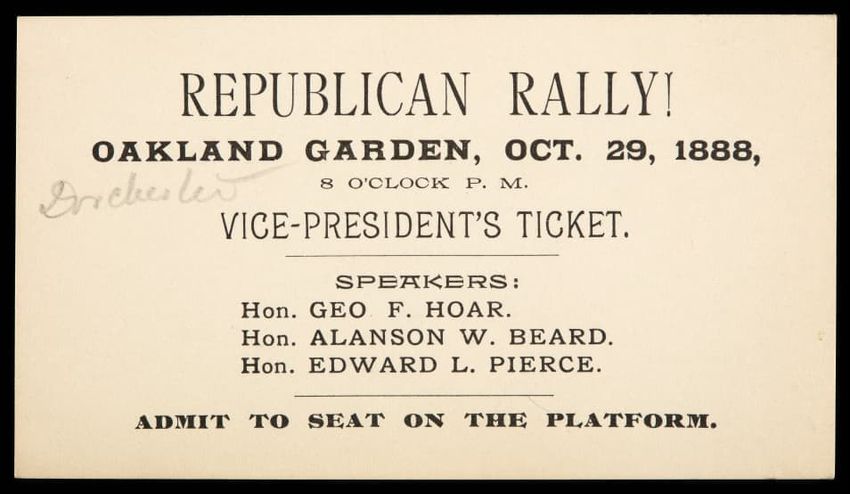 REPUBLICAN RALLY!
OAKLAND GARDEN, OCT. 29, 1888,
8 O'CLOCK P. M.
Dorchester
VICE-PRESIDENT'S TICKET.
SPEAKERS:
Hon. GEO F. HOAR.
Hon. ALANSON W. BEARD.
Hon. EDWARD L. PIERCE.
ADMIT TO SEAT ON THE PLATFORM.